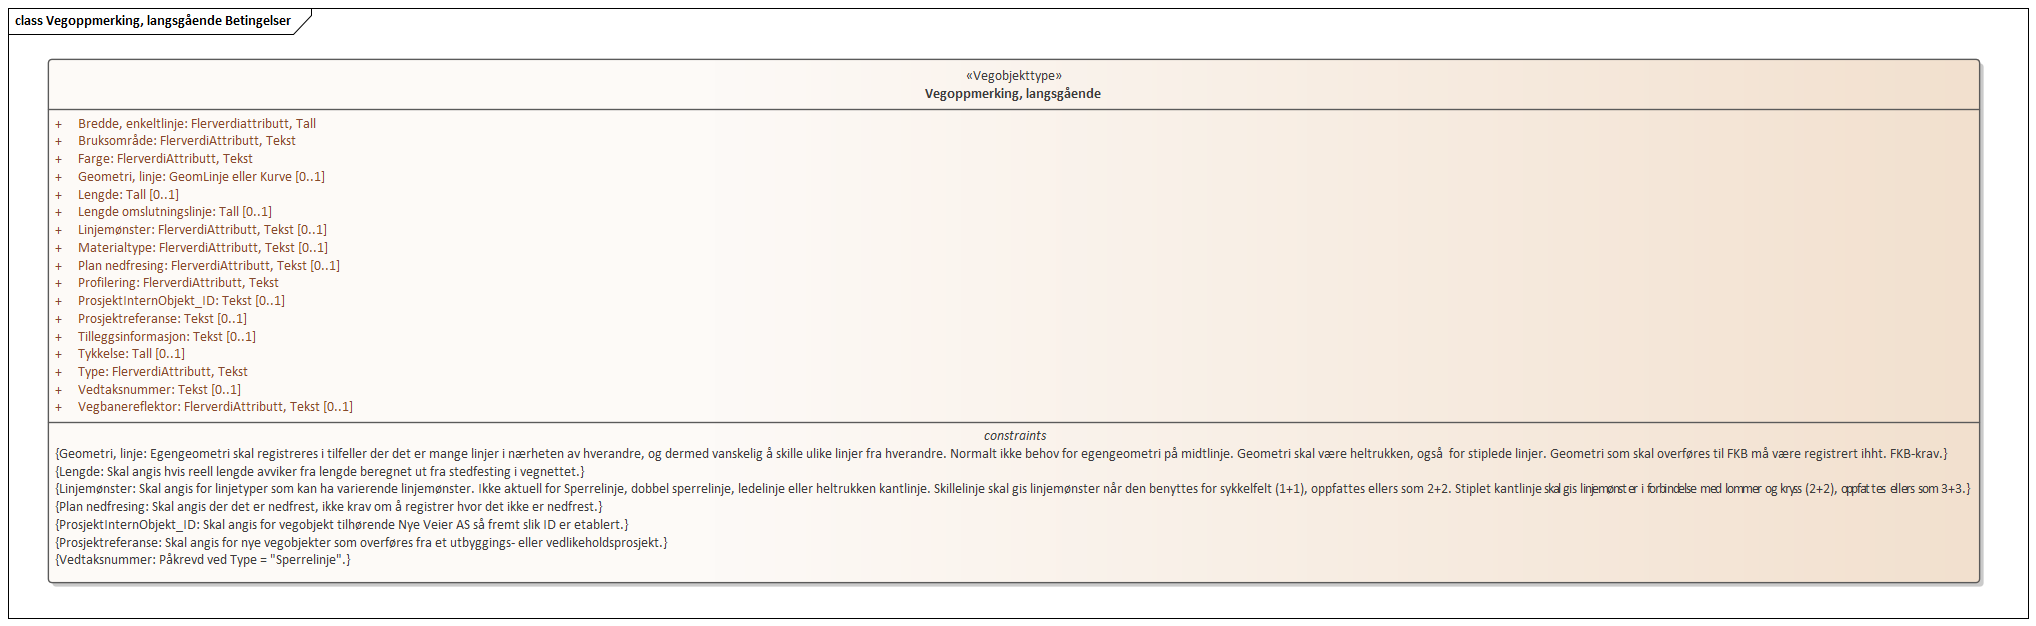 class Vegoppmerking, langsgående Betingelser
«Vegobjekttype»
Vegoppmerking, langsgående
+ Bredde, enkeltlinje: Flerverdiattributt, Tall
+ Bruksområde: FlerverdiAttributt, Tekst
+ Farge: FlerverdiAttributt, Tekst
+ Geometri, linje: GeomLinje eller Kurve [0..1]
+ Lengde: Tall [0..1]
+ Lengde omslutningslinje: Tall [0..1]
+ Linjemønster: FlerverdiAttributt, Tekst [0..1]
+ Materialtype: FlerverdiAttributt, Tekst [0..1]
+ Plan nedfresing: FlerverdiAttributt, Tekst [0..1]
+ Profilering: FlerverdiAttributt, Tekst
+ ProsjektInternObjekt_ID: Tekst [0..1]
+ Prosjektreferanse: Tekst [0..1]
+ Tilleggsinformasjon: Tekst [0..1]
+ Tykkelse: Tall [0..1]
+ Type: FlerverdiAttributt, Tekst
+ Vedtaksnummer: Tekst [0..1]
+ Vegbanereflektor: FlerverdiAttributt, Tekst [0..1]
constraints
{Geometri, linje: Egengeometri skal registreres i tilfeller der det er mange linjer i nærheten av hverandre, og dermed vanskelig å skille ulike linjer fra hverandre. Normalt ikke behov for egengeometri på midtlinje. Geometri skal være heltrukken, også for stiplede linjer. Geometri som skal overføres til FKB må være registrert ihht. FKB-krav.}
{Lengde: Skal angis hvis reell lengde avviker fra lengde beregnet ut fra stedfesting i vegnettet.}
{Linjemønster: Skal angis for linjetyper som kan ha varierende linjemønster. Ikke aktuell for Sperrelinje, dobbel sperrelinje, ledelinje eller heltrukken kantlinje. Skillelinje skal gis linjemønster når den benyttes for sykkelfelt (1+1), oppfattes ellers som 2+2. Stiplet kantlinje skal gis linjemønster i forbindelse med lommer og kryss (2+2), oppfattes ellers som 3+3.}
{Plan nedfresing: Skal angis der det er nedfrest, ikke krav om å registrer hvor det ikke er nedfrest.}
{ProsjektInternObjekt_ID: Skal angis for vegobjekt tilhørende Nye Veier AS så fremt slik ID er etablert.}
{Prosjektreferanse: Skal angis for nye vegobjekter som overføres fra et utbyggings- eller vedlikeholdsprosjekt.}
{Vedtaksnummer: Påkrevd ved Type = "Sperrelinje".}